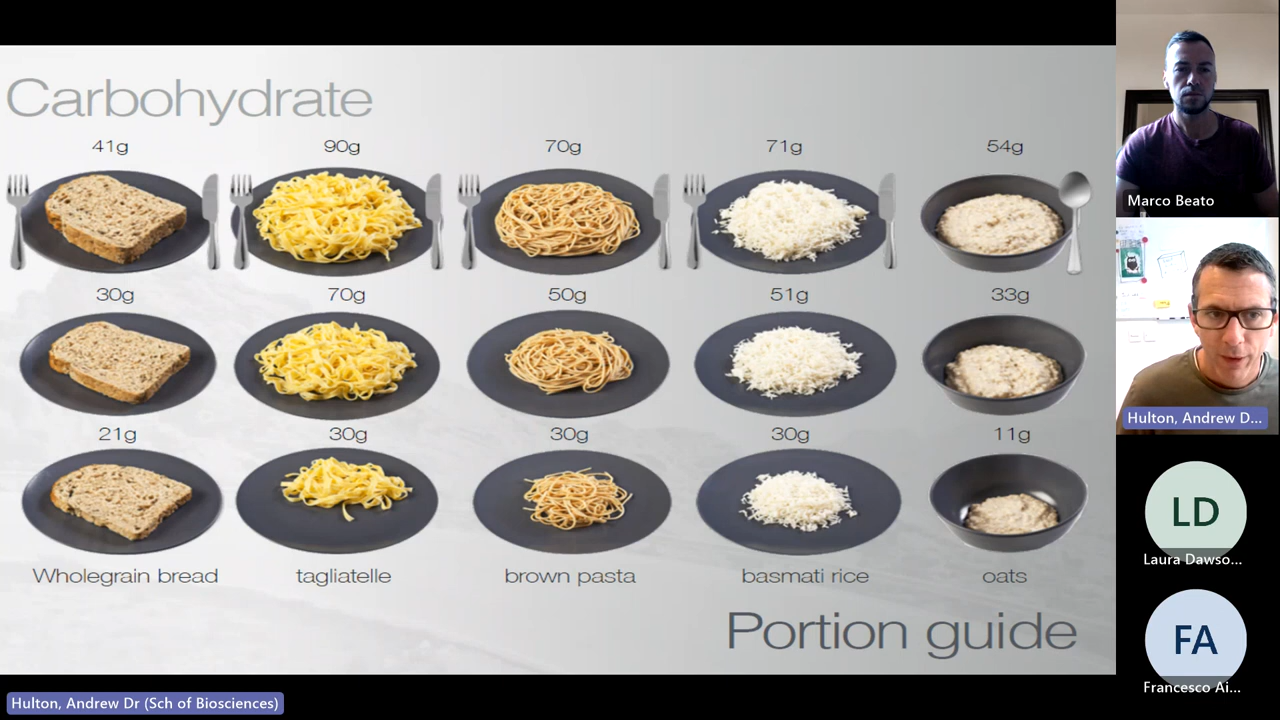 Carbohydrate
41g 90g 70g 71g 54g
30g 70g 50g 51g 33g
21g 30g 30g 30g 11g
Wholegrain bread tagliatelle brown pasta basmati rice oats
Portion guide
Hulton, Andrew Dr (Sch of Biosciences)
Marco Beato
Hulton, Andrew D...
LD
Laura Dawso...
FA
Francesco Ai...